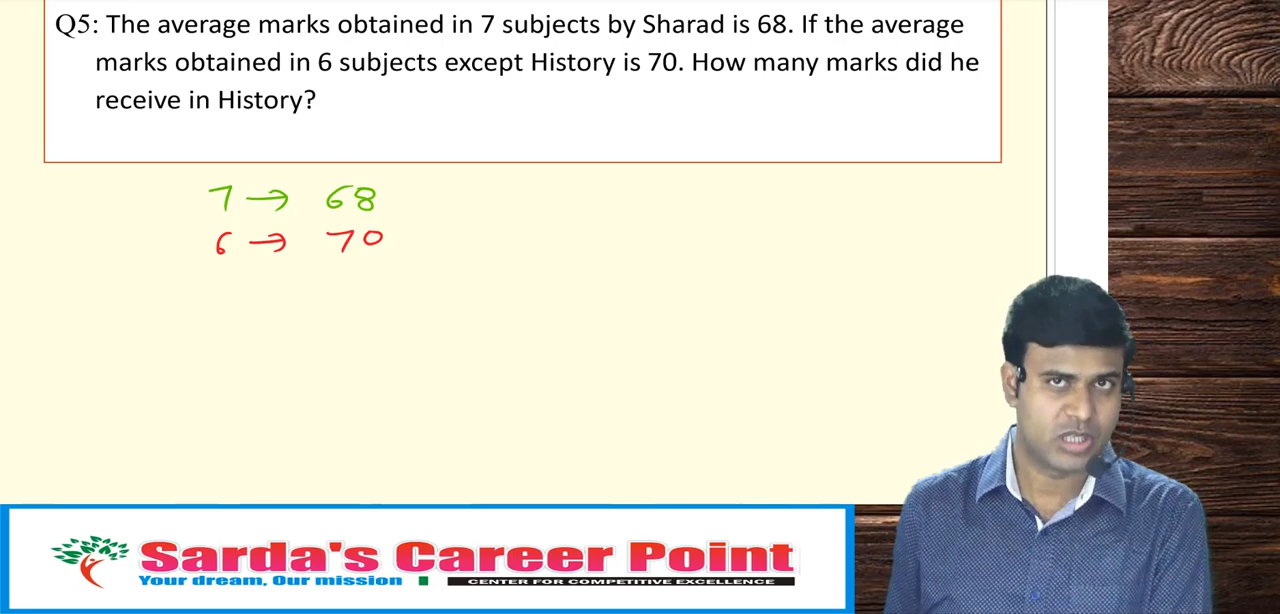 Q5: The average marks obtained in 7 subjects by Sharad is 68. If the average
marks obtained in 6 subjects except History is 70. How many marks did he
receive in History?
7 → 68
6 → 70
Sarda's Career Point
Your dream, Our mission CENTER FOR COMPETITIVE EXCELLENCE